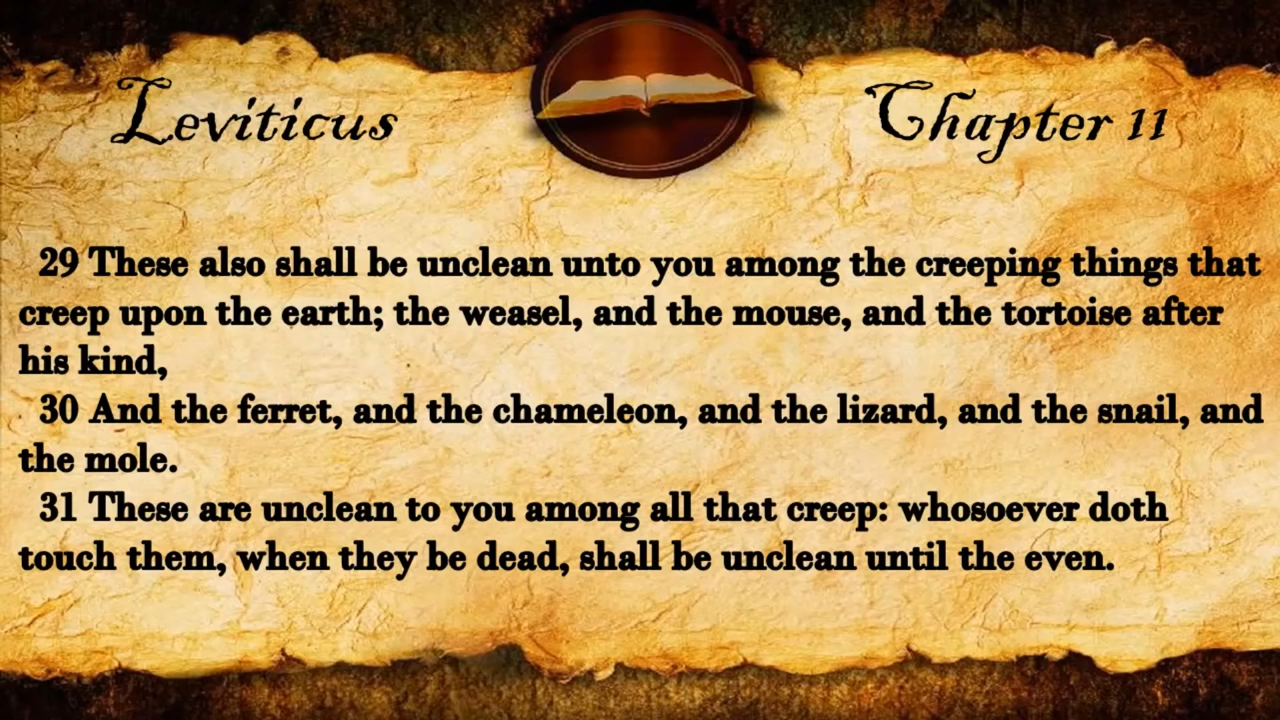 Leviticus
Chapter 11
29 These also shall be unclean unto you among the creeping things that
creep upon the earth; the weasel, and the mouse, and the tortoise after
his kind,
30 And the ferret, and the chameleon, and the lizard, and the snail, and
the mole.
31 These are unclean to you among all that creep: whosoever doth
touch them, when they be dead, shall be unclean until the even.